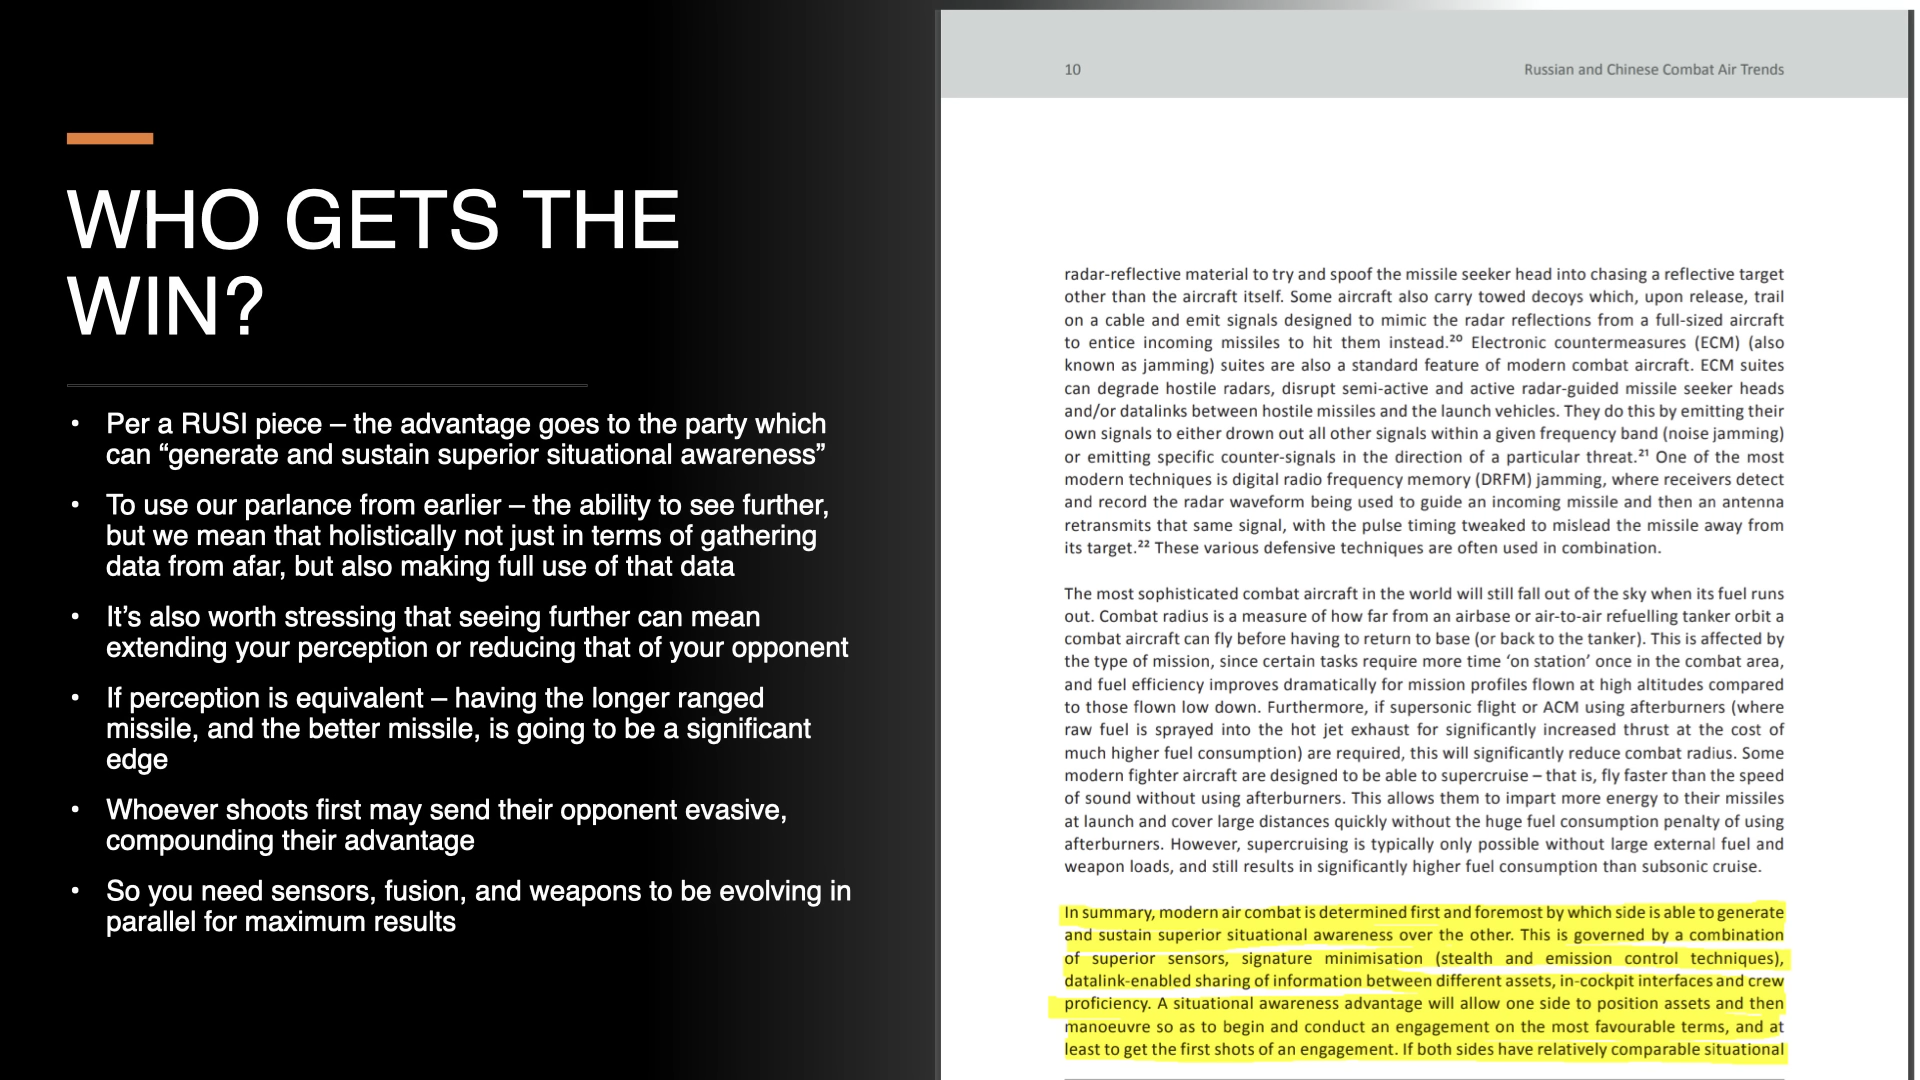 WHO GETS THE
WIN?
• Per a RUSI piece – the advantage goes to the party which
can “generate and sustain superior situational awareness”
• To use our parlance from earlier – the ability to see further,
but we mean that holistically not just in terms of gathering
data from afar, but also making full use of that data
• It’s also worth stressing that seeing further can mean
extending your perception or reducing that of your opponent
• If perception is equivalent – having the longer ranged
missile, and the better missile, is going to be a significant
edge
• Whoever shoots first may send their opponent evasive,
compounding their advantage
• So you need sensors, fusion, and weapons to be evolving in
parallel for maximum results
10 Russian and Chinese Combat Air Trends
radar-reflective material to try and spoof the missile seeker head into chasing a reflective target
other than the aircraft itself. Some aircraft also carry towed decoys which, upon release, trail
on a cable and emit signals designed to mimic the radar reflections from a full-sized aircraft
to entice incoming missiles to hit them instead.²⁰ Electronic countermeasures (ECM) (also
known as jamming) suites are also a standard feature of modern combat aircraft. ECM suites
can degrade hostile radars, disrupt semi-active and active radar-guided missile seeker heads
and/or datalinks between hostile missiles and the launch vehicles. They do this by emitting their
own signals to either drown out all other signals within a given frequency band (noise jamming)
or emitting specific counter-signals in the direction of a particular threat.²¹ One of the most
modern techniques is digital radio frequency memory (DRFM) jamming, where receivers detect
and record the radar waveform being used to guide an incoming missile and then an antenna
retransmits that same signal, with the pulse timing tweaked to mislead the missile away from
its target.²² These various defensive techniques are often used in combination.
The most sophisticated combat aircraft in the world will still fall out of the sky when its fuel runs
out. Combat radius is a measure of how far from an airbase or air-to-air refuelling tanker orbit a
combat aircraft can fly before having to return to base (or back to the tanker). This is affected by
the type of mission, since certain tasks require more time ‘on station’ once in the combat area,
and fuel efficiency improves dramatically for mission profiles flown at high altitudes compared
to those flown low down. Furthermore, if supersonic flight or ACM using afterburners (where
raw fuel is sprayed into the hot jet exhaust for significantly increased thrust at the cost of
much higher fuel consumption) are required, this will significantly reduce combat radius. Some
modern fighter aircraft are designed to be able to supercruise – that is, fly faster than the speed
of sound without using afterburners. This allows them to impart more energy to their missiles
at launch and cover large distances quickly without the huge fuel consumption penalty of using
afterburners. However, supercruising is typically only possible without large external fuel and
weapon loads, and still results in significantly higher fuel consumption than subsonic cruise.
In summary, modern air combat is determined first and foremost by which side is able to generate
and sustain superior situational awareness over the other. This is governed by a combination
of superior sensors, signature minimisation (stealth and emission control techniques),
datalink-enabled sharing of information between different assets, in-cockpit interfaces and crew
proficiency. A situational awareness advantage will allow one side to position assets and then
manoeuvre so as to begin and conduct an engagement on the most favourable terms, and at
least to get the first shots of an engagement. If both sides have relatively comparable situational